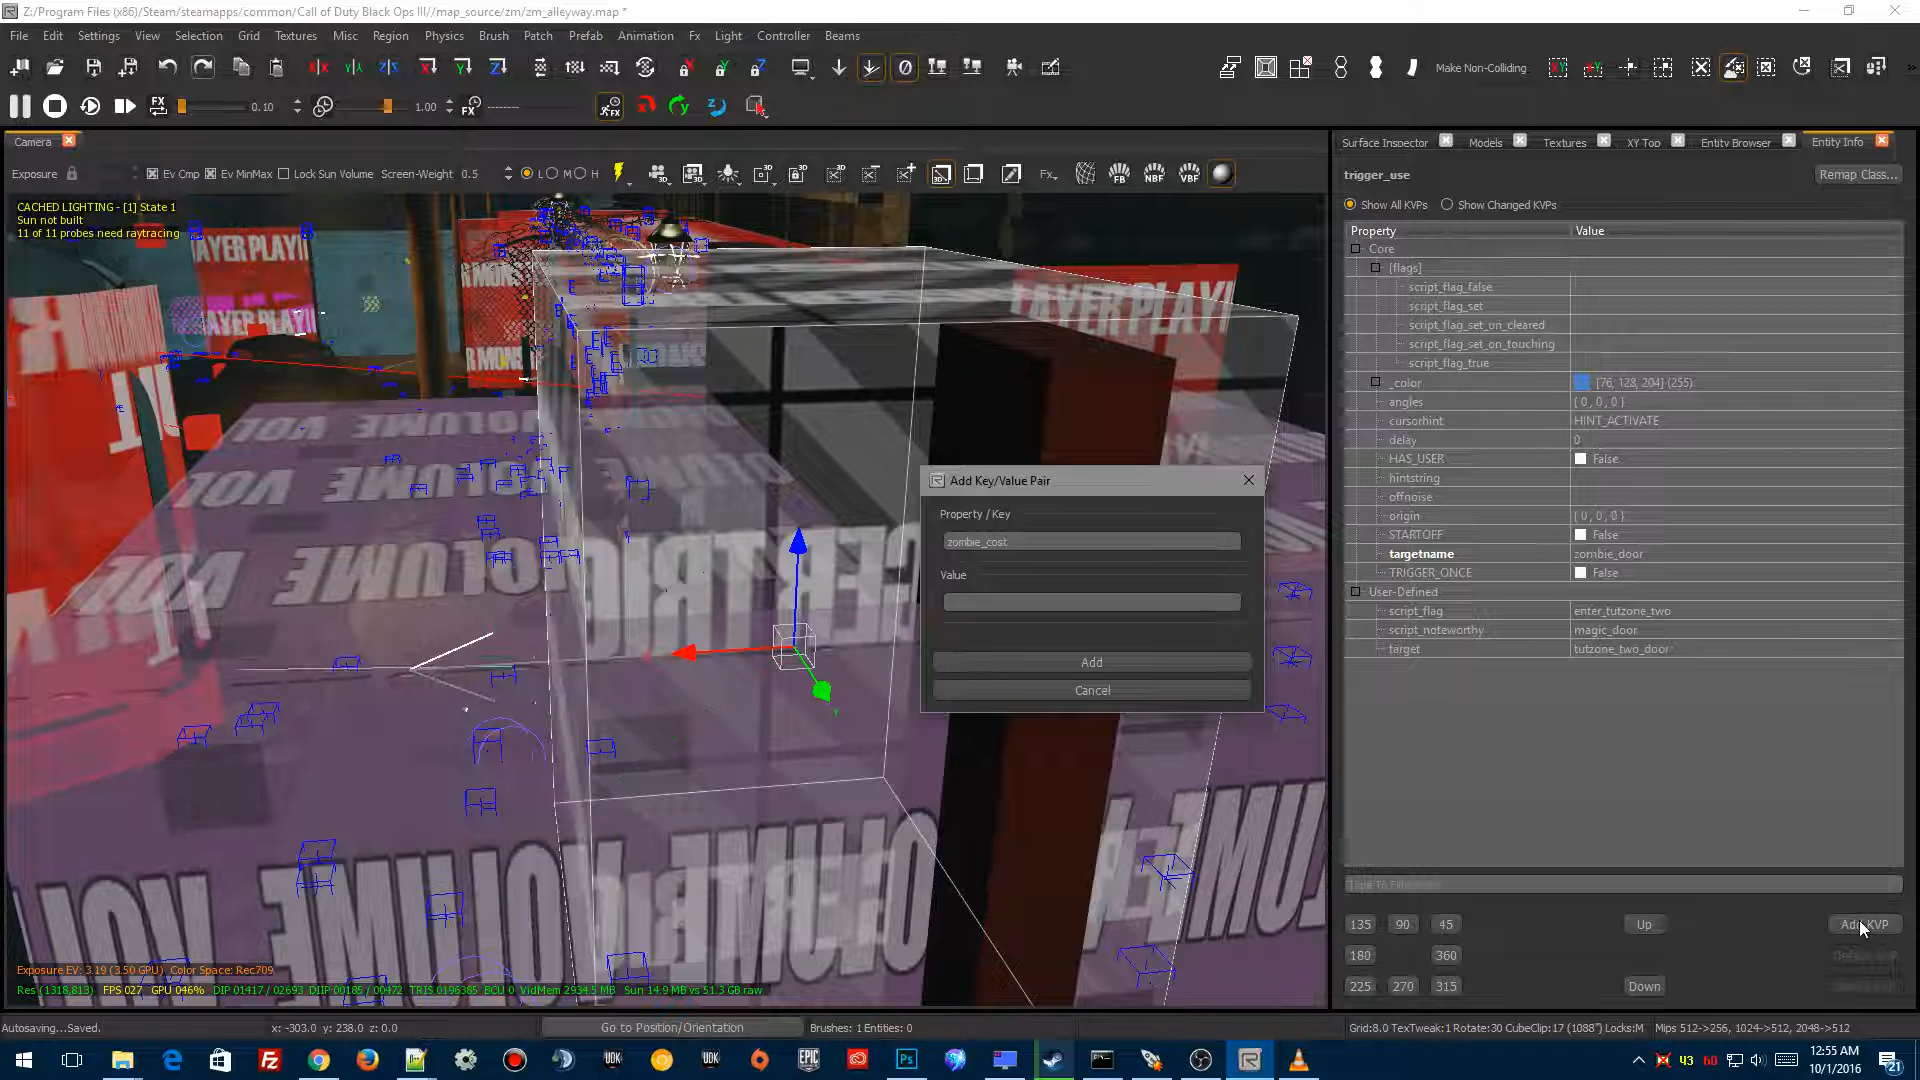 Z:/Program Files (x86)/Steam/steamapps/common/Call of Duty Black Ops III//map_source/zm/zm_alleyway.map *
File Edit Settings View Selection Grid Textures Misc Region Physics Brush Patch Prefab Animation Fx Light Controller Beams
Make Non-Colliding
FX 0.10 1.00 FX --------
Camera
Exposure Ev Cmp Ev MinMax Lock Sun Volume Screen-Weight 0.5 L M H Fx FB NBF VBF
CACHED LIGHTING - [1] State 1
Sun not built
11 of 11 probes need raytracing
Surface Inspector Models Textures XY Top Entity Browser Entity Info
trigger_use Remap Class...
Show All KVPs Show Changed KVPs
Property Value
Core
[flags]
script_flag_false
script_flag_set
script_flag_set_on_cleared
script_flag_set_on_touching
script_flag_true
_color [76, 128, 204] (255)
angles ( 0 , 0 , 0 )
cursorhint HINT_ACTIVATE
delay 0
HAS_USER False
hintstring
offnoise
origin ( 0 , 0 , 0 )
STARTOFF False
targetname zombie_door
TRIGGER_ONCE False
User-Defined
script_flag enter_tutzone_two
script_noteworthy magic_door
target tutzone_two_door
Add Key/Value Pair
Property / Key
zombie_cost
Value
Add
Cancel
135 90 45 Up Add KVP
180 360
225 270 315 Down
Exposure EV: 3.19 (3.50 GPU) Color Space: Rec709
Res (1318,813) FPS 027 GPU 046% DIP 01417 / 02693 DIIP 00185 / 00472 TRIS 0196385 BCU 0 VidMem 2934.5 MB Sun 14.9 MB vs 51.3 GB raw
Autosaving...Saved. x: -303.0 y: 238.0 z: 0.0 Go to Position/Orientation Brushes: 1 Entities: 0 Grid:8.0 TexTweak:1 Rotate:30 CubeClip:17 (1088") Locks:M Mips 512->256, 1024->512, 2048->512
12:55 AM
10/1/2016